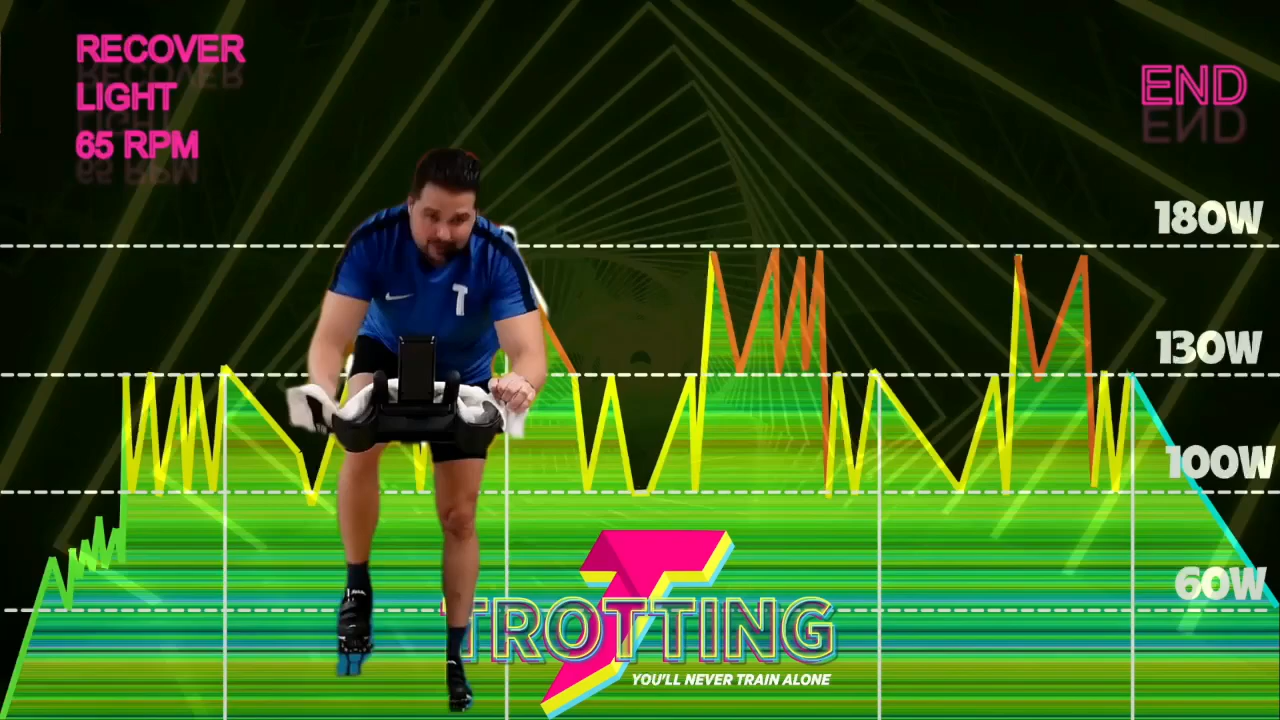 RECOVER
LIGHT
65 RPM
END
180W
130W
100W
60W
T
TROTTING
YOU'LL NEVER TRAIN ALONE